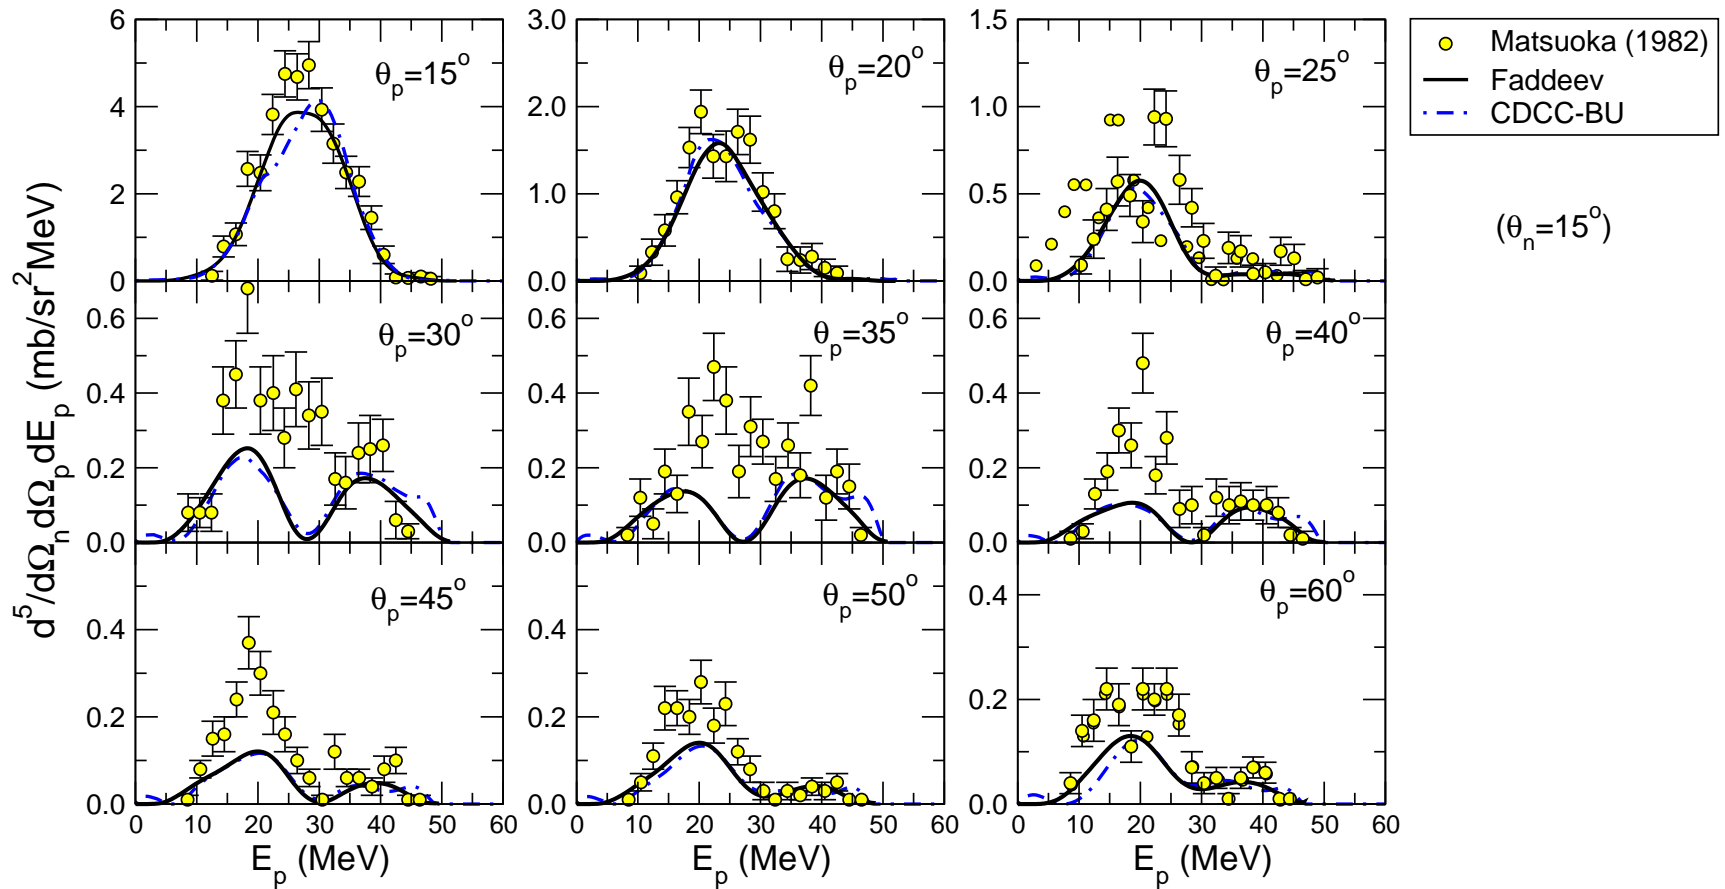 6
4
2
0
θp=15°
3.0
2.0
1.0
0.0
θp=20°
1.5
1.0
0.5
0.0
θp=25°
Matsuoka (1982)
Faddeev
CDCC-BU
(θn=15°)
d⁵/dΩn dΩp dEp (mb/sr² MeV)
0.6
0.4
0.2
0.0
θp=30°
0.6
0.4
0.2
0.0
θp=35°
0.6
0.4
0.2
0.0
θp=40°
0.4
0.2
0.0
θp=45°
0.4
0.2
0.0
θp=50°
0.4
0.2
0.0
θp=60°
0 10 20 30 40 50 60
0 10 20 30 40 50 60
0 10 20 30 40 50 60
Ep (MeV)
Ep (MeV)
Ep (MeV)